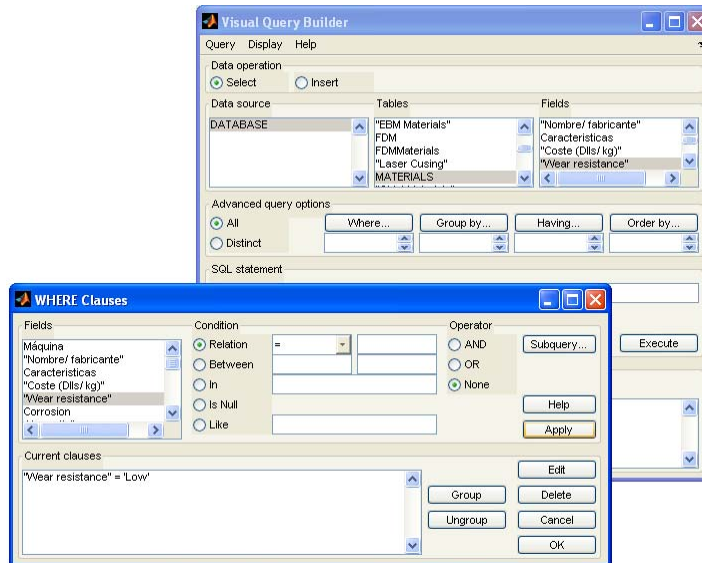 Visual Query Builder
Query Display Help
Data operation
Select Insert
Data source Tables Fields
DATABASE
"EBM Materials"
FDM
FDMMaterials
"Laser Cusing"
MATERIALS
"Nombre/ fabricante"
Caracteristicas
"Coste (Dlls/ kg)"
"Wear resistance"
Advanced query options
All Where... Group by... Having... Order by...
Distinct
SQL statement
Execute
WHERE Clauses
Fields Condition Operator
Máquina
"Nombre/ fabricante"
Caracteristicas
"Coste (Dlls/ kg)"
"Wear resistance"
Corrosion
Relation =
Between
In
Is Null
Like
AND
OR
None
Subquery...
Help
Apply
Current clauses
"Wear resistance" = 'Low'
Group
Ungroup
Edit
Delete
Cancel
OK